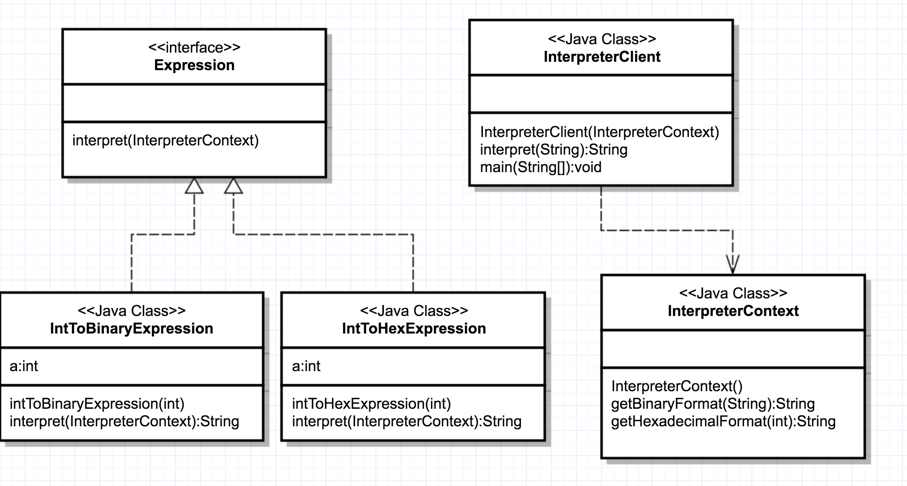 <<interface>>
Expression
interpret(InterpreterContext)
<<Java Class>>
InterpreterClient
InterpreterClient(InterpreterContext)
interpret(String):String
main(String[]):void
<<Java Class>>
IntToBinaryExpression
a:int
intToBinaryExpression(int)
interpret(InterpreterContext):String
<<Java Class>>
IntToHexExpression
a:int
intToHexExpression(int)
interpret(InterpreterContext):String
<<Java Class>>
InterpreterContext
InterpreterContext()
getBinaryFormat(String):String
getHexadecimalFormat(int):String